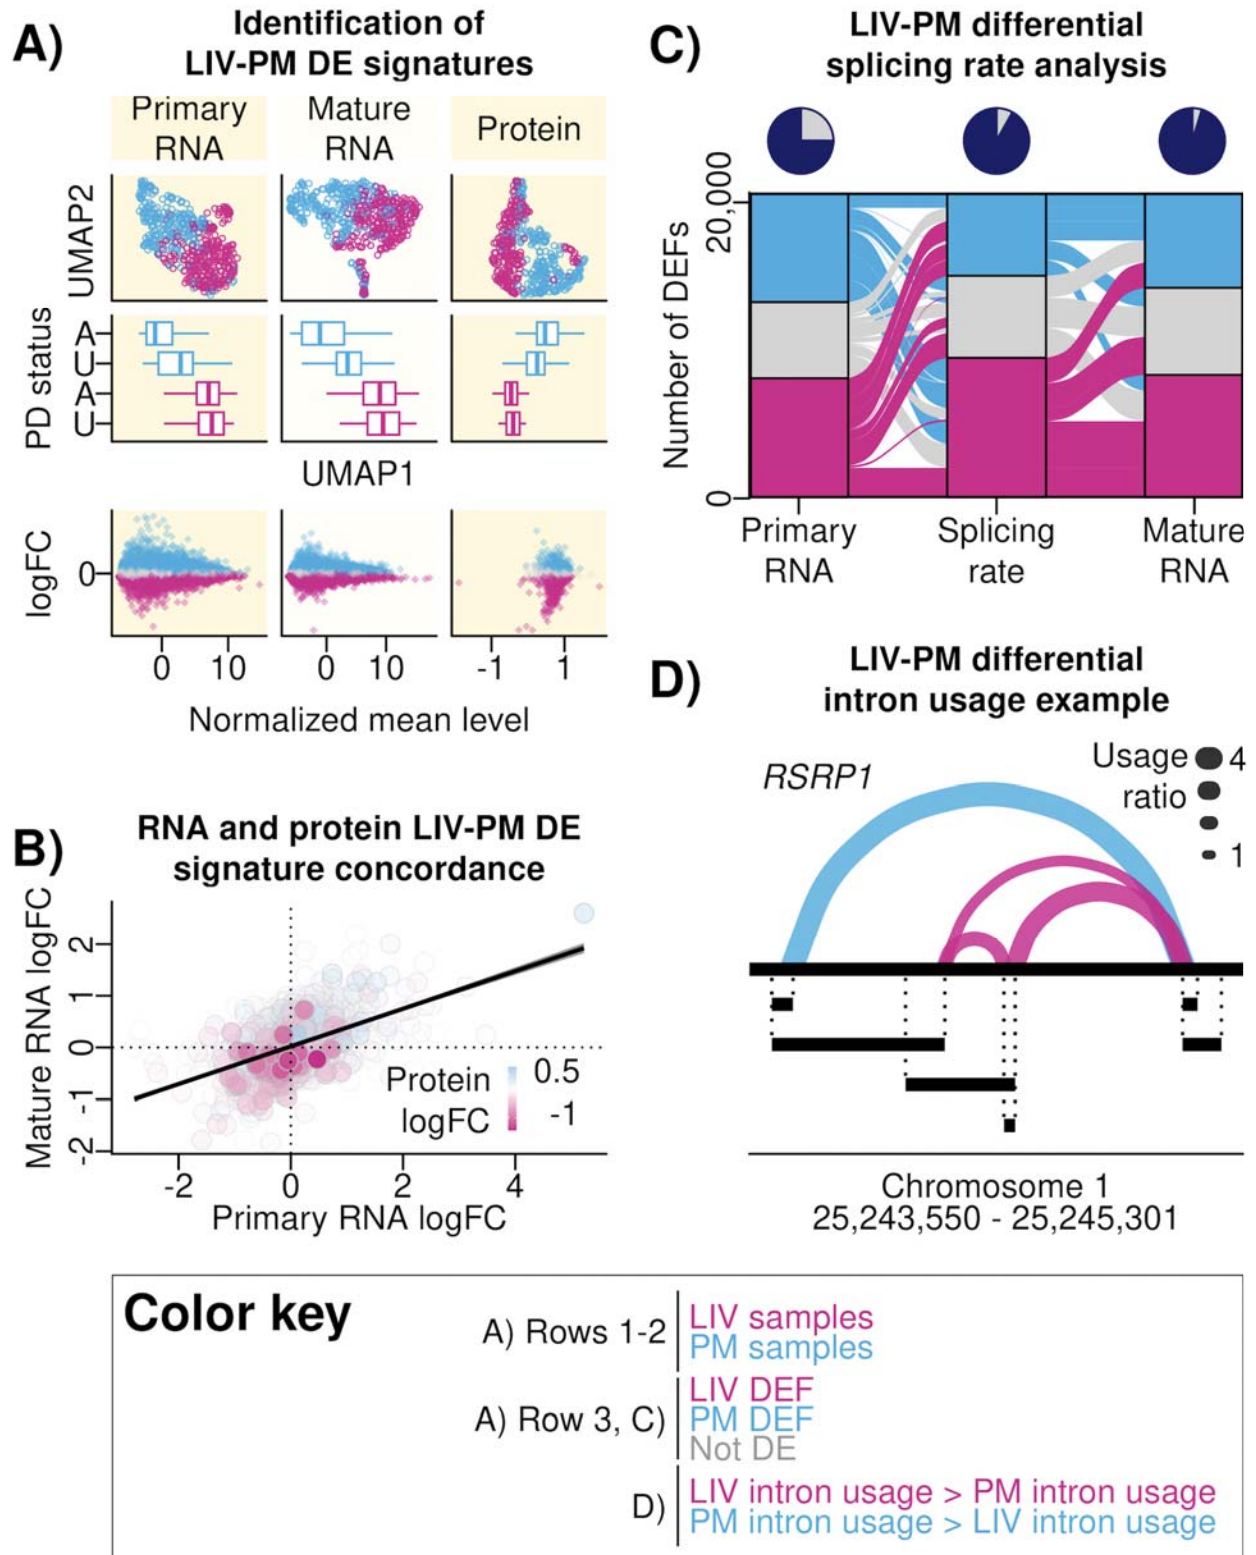 A)
Identification of
LIV-PM DE signatures
Primary
RNA
Mature
RNA
Protein
UMAP2
PD status
A
U
A
U
UMAP1
logFC
0
0 10
0 10
-1 1
Normalized mean level
B)
RNA and protein LIV-PM DE
signature concordance
Mature RNA logFC
2
1
0
-1
-2
Protein
logFC
0.5
-1
-2 0 2 4
Primary RNA logFC
C)
LIV-PM differential
splicing rate analysis
Number of DEFs
20,000
0
Primary
RNA
Splicing
rate
Mature
RNA
D)
LIV-PM differential
intron usage example
RSRP1
Usage
ratio
4
1
Chromosome 1
25,243,550 - 25,245,301
Color key
A) Rows 1-2
LIV samples
PM samples
A) Row 3, C)
LIV DEF
PM DEF
Not DE
D)
LIV intron usage > PM intron usage
PM intron usage > LIV intron usage